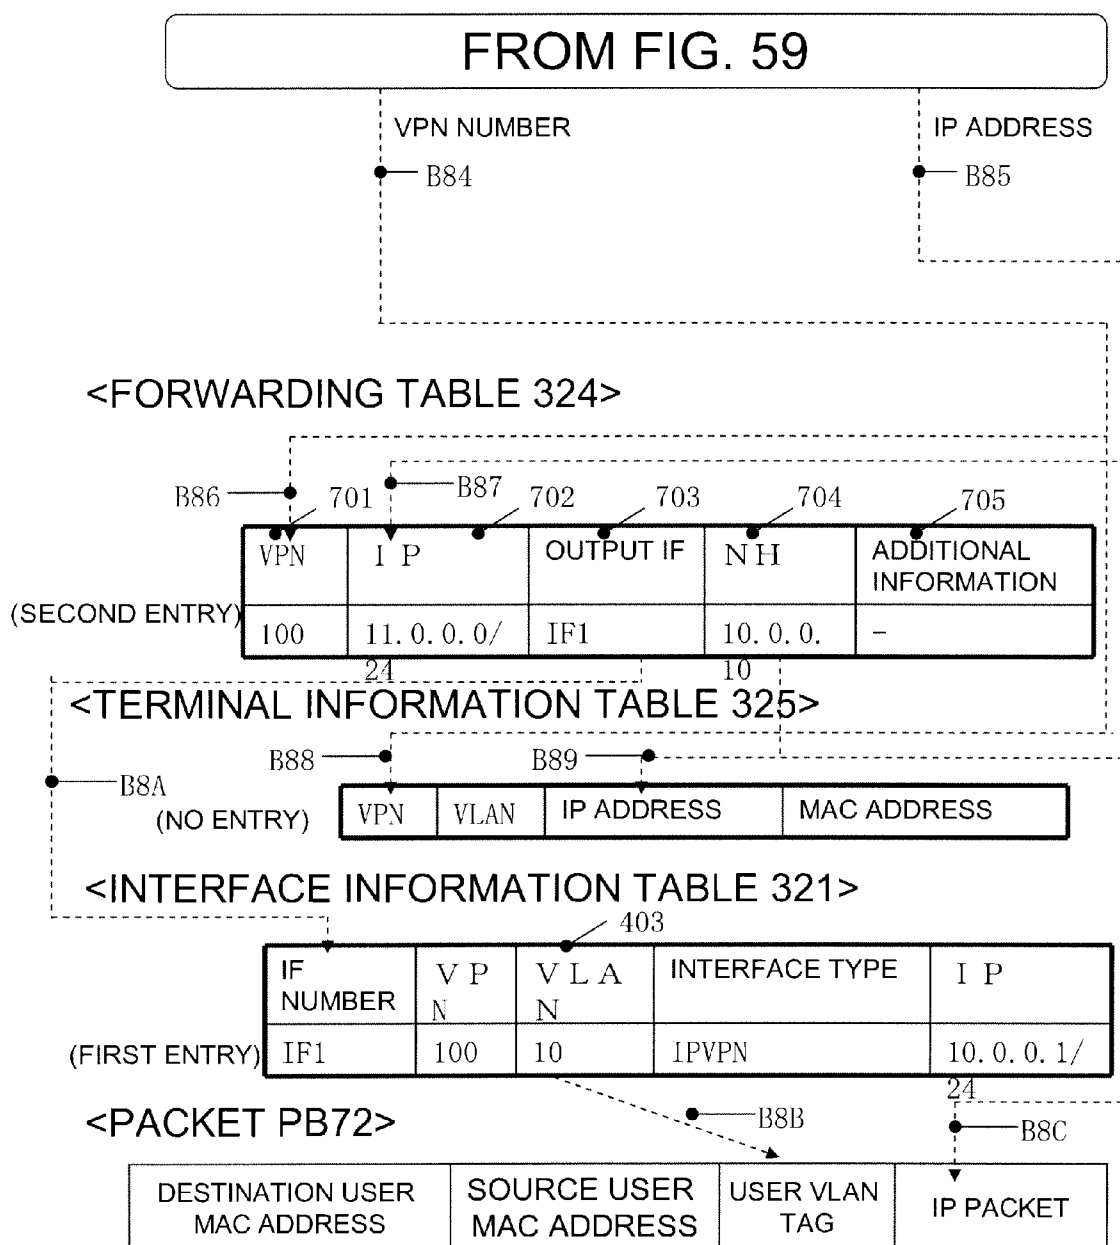 FROM FIG. 59
VPN NUMBER
IP ADDRESS
B84
B85
<FORWARDING TABLE 324>
B86
B87
701
702
703
704
705
VPN
I P
OUTPUT IF
NH
ADDITIONAL
INFORMATION
(SECOND ENTRY)
100
11.0.0.0/
24
IF1
10.0.0.
10
-
<TERMINAL INFORMATION TABLE 325>
B88
B89
B8A
(NO ENTRY)
VPN
VLAN
IP ADDRESS
MAC ADDRESS
<INTERFACE INFORMATION TABLE 321>
403
IF
NUMBER
VP
N
VLA
N
INTERFACE TYPE
I P
(FIRST ENTRY)
IF1
100
10
IPVPN
10.0.0.1/
24
<PACKET PB72>
B8B
B8C
DESTINATION USER
MAC ADDRESS
SOURCE USER
MAC ADDRESS
USER VLAN
TAG
IP PACKET